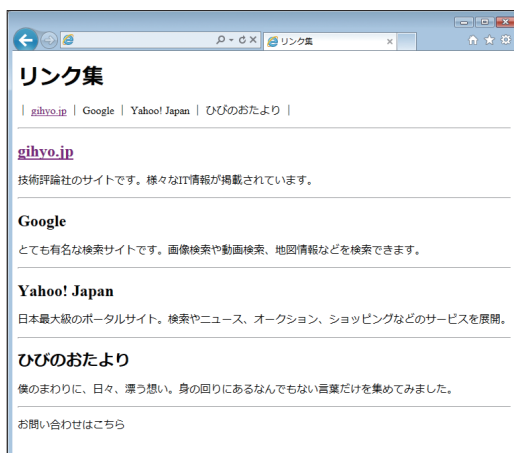 リンク集
リンク集
｜ gihyo.jp ｜ Google ｜ Yahoo! Japan ｜ ひびのおたより ｜
gihyo.jp
技術評論社のサイトです。様々なIT情報が掲載されています。
Google
とても有名な検索サイトです。画像検索や動画検索、地図情報などを検索できます。
Yahoo! Japan
日本最大級のポータルサイト。検索やニュース、オークション、ショッピングなどのサービスを展開。
ひびのおたより
僕のまわりに、日々、漂う想い。身の回りにあるなんでもない言葉だけを集めてみました。
お問い合わせはこちら